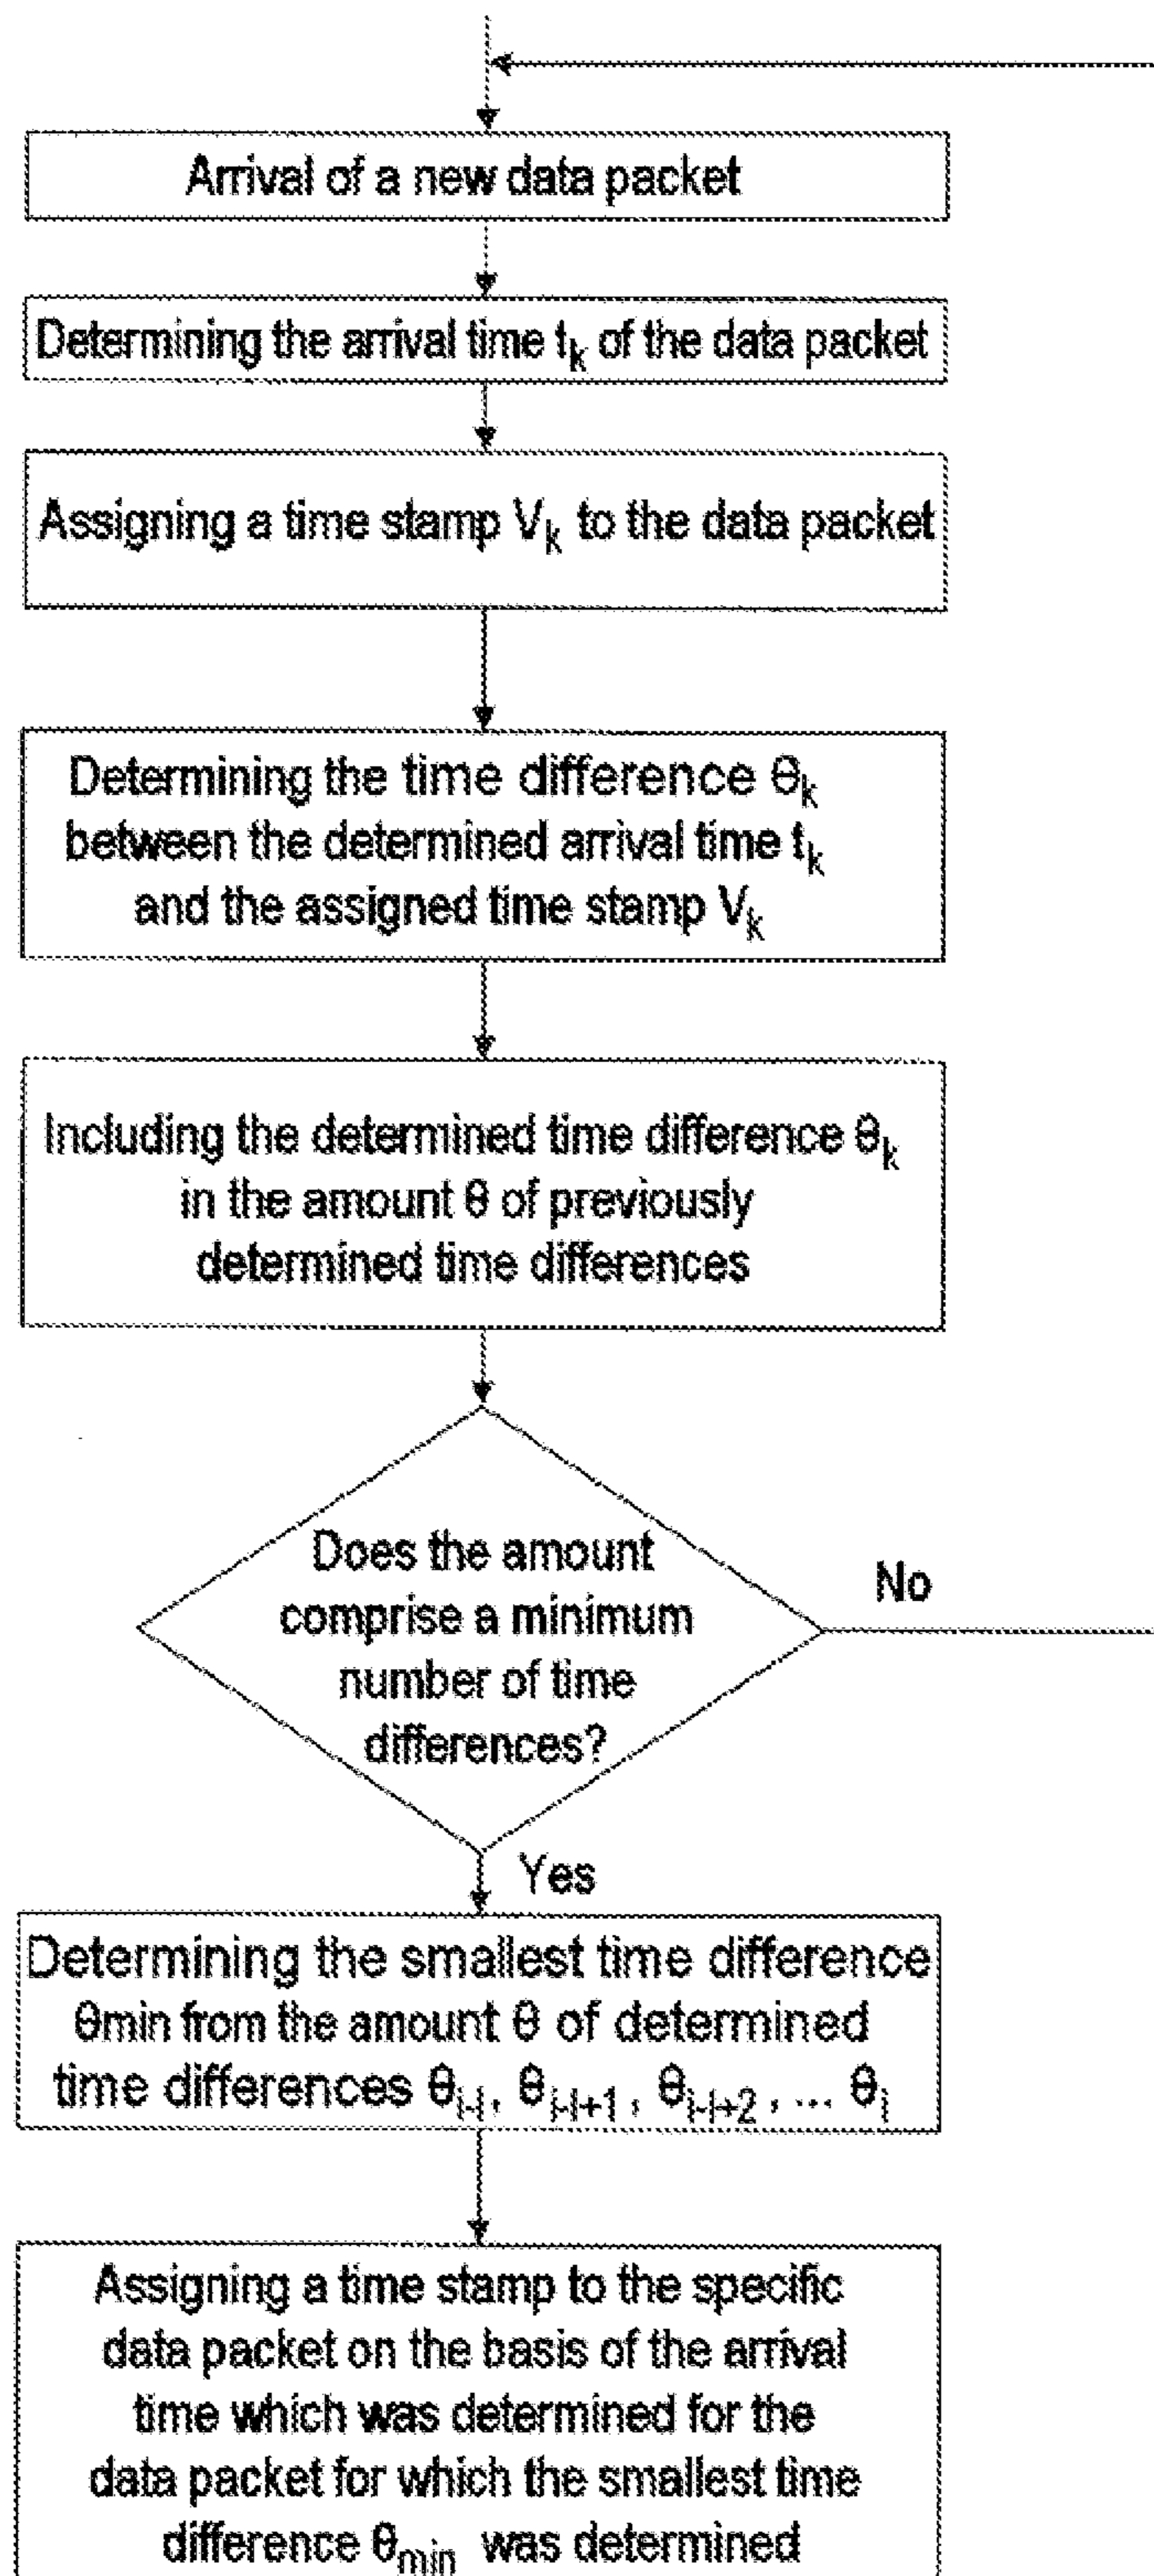 Arrival of a new data packet
Determining the arrival time t_k of the data packet
Assigning a time stamp V_k to the data packet
Determining the time difference θ_k
between the determined arrival time t_k
and the assigned time stamp V_k
Including the determined time difference θ_k
in the amount θ of previously
determined time differences
Does the amount
comprise a minimum
number of time
differences?
No
Yes
Determining the smallest time difference
θmin from the amount θ of determined
time differences θ_{i-l}, θ_{i-l+1}, θ_{i-l+2}, ... θ_i
Assigning a time stamp to the specific
data packet on the basis of the arrival
time which was determined for the
data packet for which the smallest time
difference θ_{min} was determined